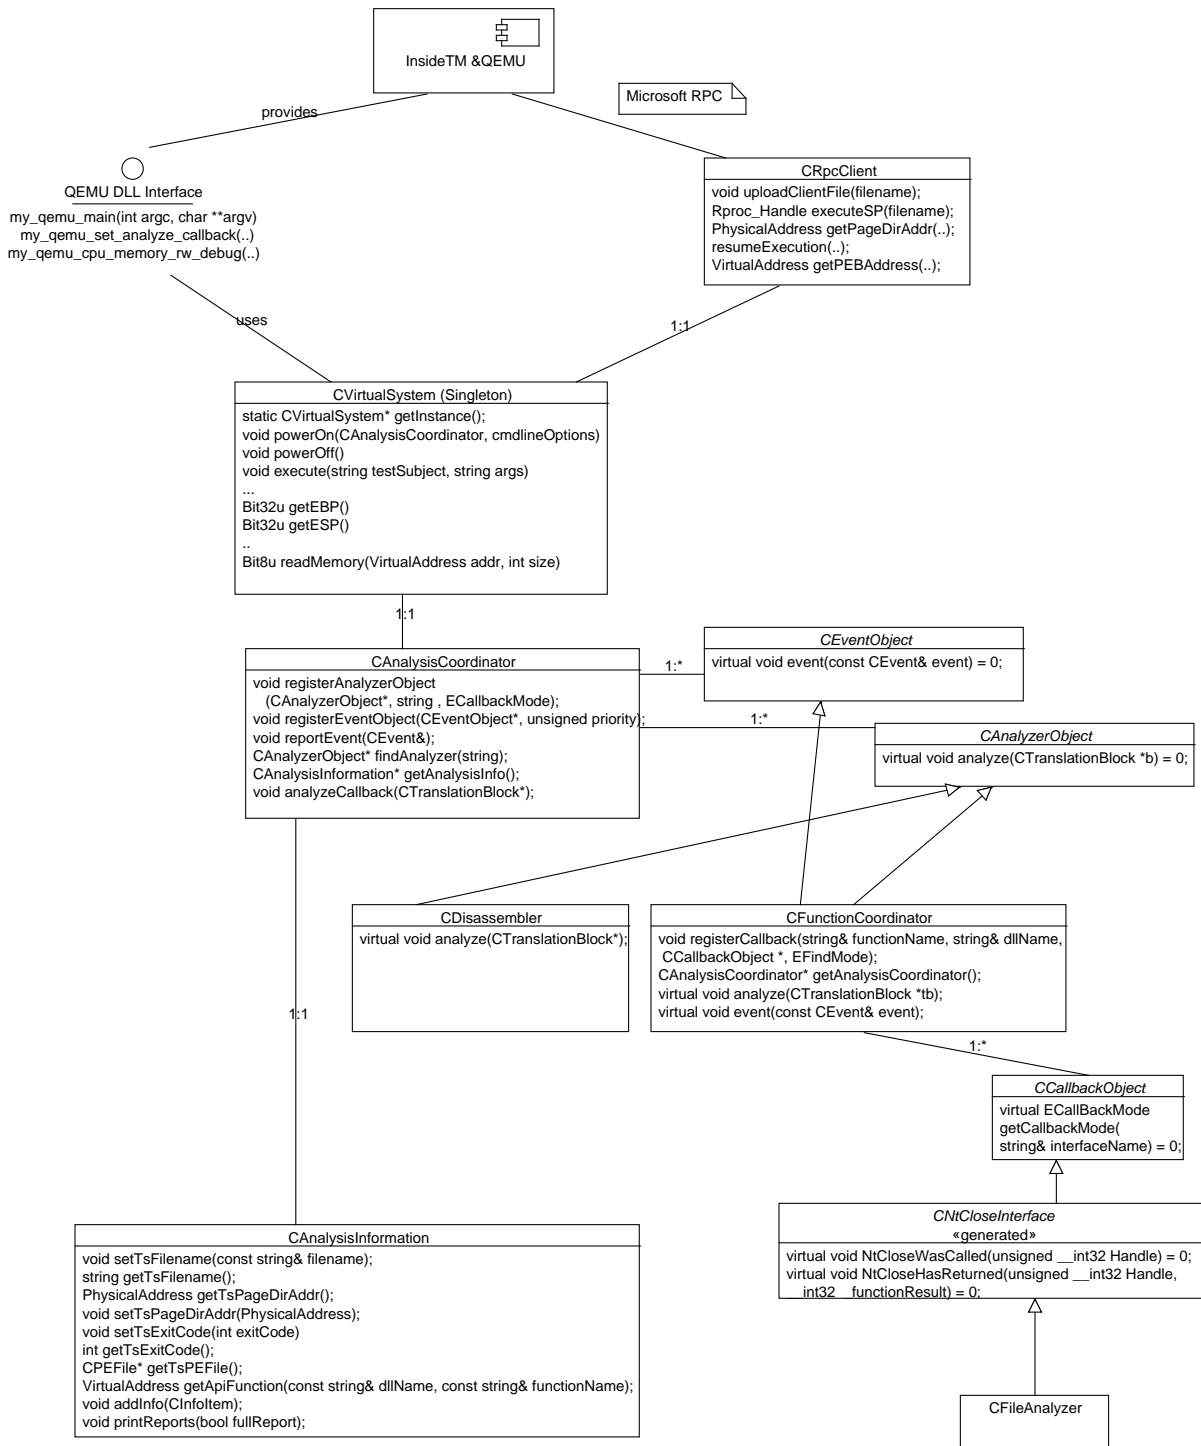 InsideTM &QEMU
Microsoft RPC
provides
QEMU DLL Interface
my_qemu_main(int argc, char **argv)
my_qemu_set_analyze_callback(..)
my_qemu_cpu_memory_rw_debug(..)
CRpcClient
void uploadClientFile(filename);
Rproc_Handle executeSP(filename);
PhysicalAddress getPageDirAddr(..);
resumeExecution(..);
VirtualAddress getPEBAddress(..);
uses
1:1
CVirtualSystem (Singleton)
static CVirtualSystem* getInstance();
void powerOn(CAnalysisCoordinator, cmdlineOptions)
void powerOff()
void execute(string testSubject, string args)
...
Bit32u getEBP()
Bit32u getESP()
..
Bit8u readMemory(VirtualAddress addr, int size)
1:1
CAnalysisCoordinator
void registerAnalyzerObject
(CAnalyzerObject*, string , ECallbackMode);
void registerEventObject(CEventObject*, unsigned priority);
void reportEvent(CEvent&);
CAnalyzerObject* findAnalyzer(string);
CAnalysisInformation* getAnalysisInfo();
void analyzeCallback(CTranslationBlock*);
1:*
CEventObject
virtual void event(const CEvent& event) = 0;
1:*
CAnalyzerObject
virtual void analyze(CTranslationBlock *b) = 0;
CDisassembler
virtual void analyze(CTranslationBlock*);
CFunctionCoordinator
void registerCallback(string& functionName, string& dllName,
CCallbackObject *, EFindMode);
CAnalysisCoordinator* getAnalysisCoordinator();
virtual void analyze(CTranslationBlock *tb);
virtual void event(const CEvent& event);
1:1
1:*
CCallbackObject
virtual ECallBackMode
getCallbackMode(
string& interfaceName) = 0;
CNtCloseInterface
«generated»
virtual void NtCloseWasCalled(unsigned __int32 Handle) = 0;
virtual void NtCloseHasReturned(unsigned __int32 Handle,
__int32 _functionResult) = 0;
CAnalysisInformation
void setTsFilename(const string& filename);
string getTsFilename();
PhysicalAddress getTsPageDirAddr();
void setTsPageDirAddr(PhysicalAddress);
void setTsExitCode(int exitCode)
int getTsExitCode();
CPEFile* getTsPEFile();
VirtualAddress getApiFunction(const string& dllName, const string& functionName);
void addInfo(CInfoItem);
void printReports(bool fullReport);
CFileAnalyzer